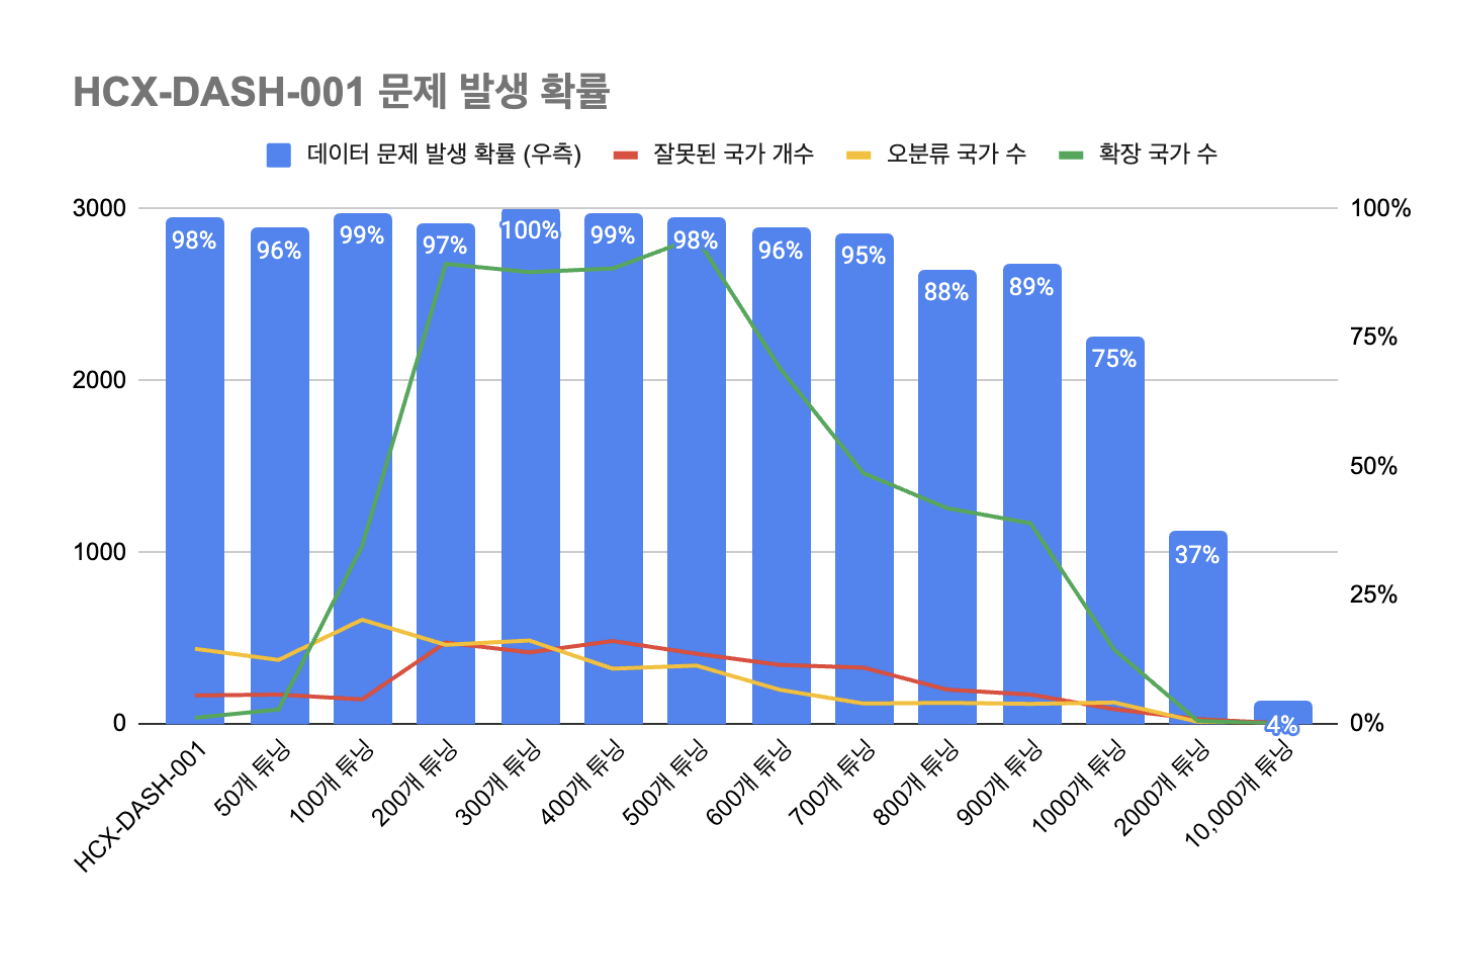 HCX-DASH-001 문제 발생 확률
데이터 문제 발생 확률 (우측) 잘못된 국가 개수 오분류 국가 수 확장 국가 수
3000
2000
1000
0
98% 96% 99% 97% 100% 99% 98% 96% 95% 88% 89% 75% 37% 4%
100%
75%
50%
25%
0%
HCX-DASH-001
50개 튜닝
100개 튜닝
200개 튜닝
300개 튜닝
400개 튜닝
500개 튜닝
600개 튜닝
700개 튜닝
800개 튜닝
900개 튜닝
1000개 튜닝
2000개 튜닝
10,000개 튜닝